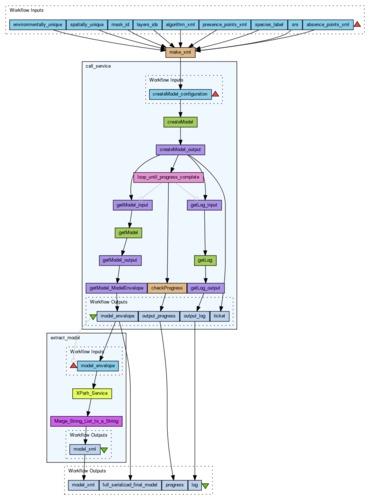 Workflow Inputs
environmentally_unique spatially_unique mask_id layers_ids algorithm_xml presence_points_xml species_label srs absence_points_xml
make_xml
call_service
Workflow Inputs
createModel_configuration
createModel
createModel_output
loop_until_progress_complete
getModel_input getLog_input
getModel getLog
getModel_output
getModel_ModelEnvelope checkProgress getLog_output
Workflow Outputs
model_envelope output_progress output_log ticket
extract_model
Workflow Inputs
model_envelope
XPath_Service
Merge_String_List_to_a_String
Workflow Outputs
model_xml
Workflow Outputs
model_xml full_serialized_final_model progress log